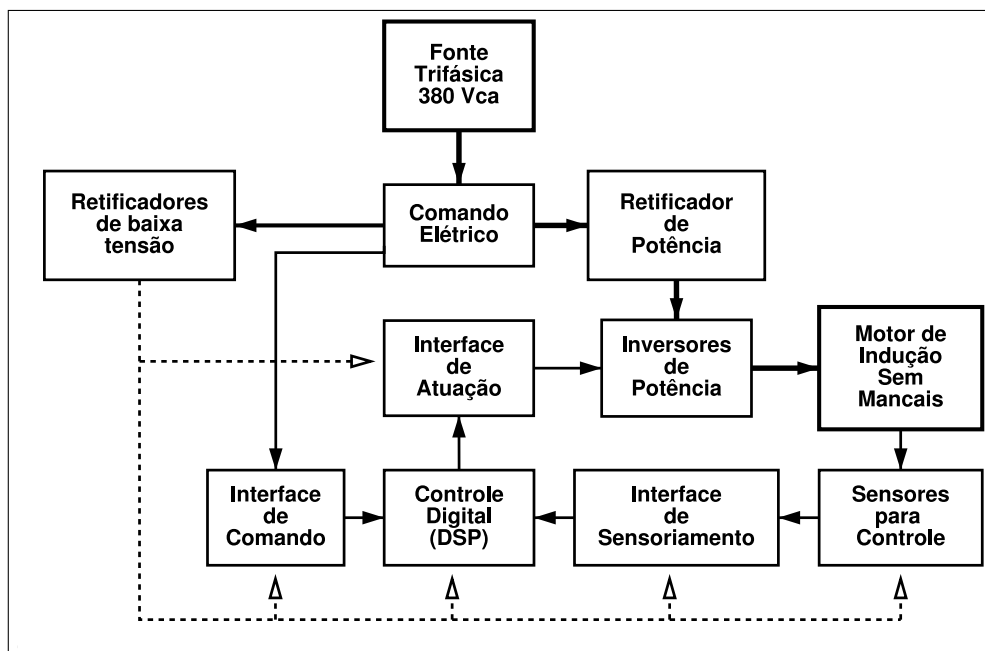 Fonte
Trifásica
380 Vca
Retificadores
de baixa
tensão
Comando
Elétrico
Retificador
de
Potência
Interface
de
Atuação
Inversores
de
Potência
Motor de
Indução
Sem
Mancais
Interface
de
Comando
Controle
Digital
(DSP)
Interface
de
Sensoriamento
Sensores
para
Controle